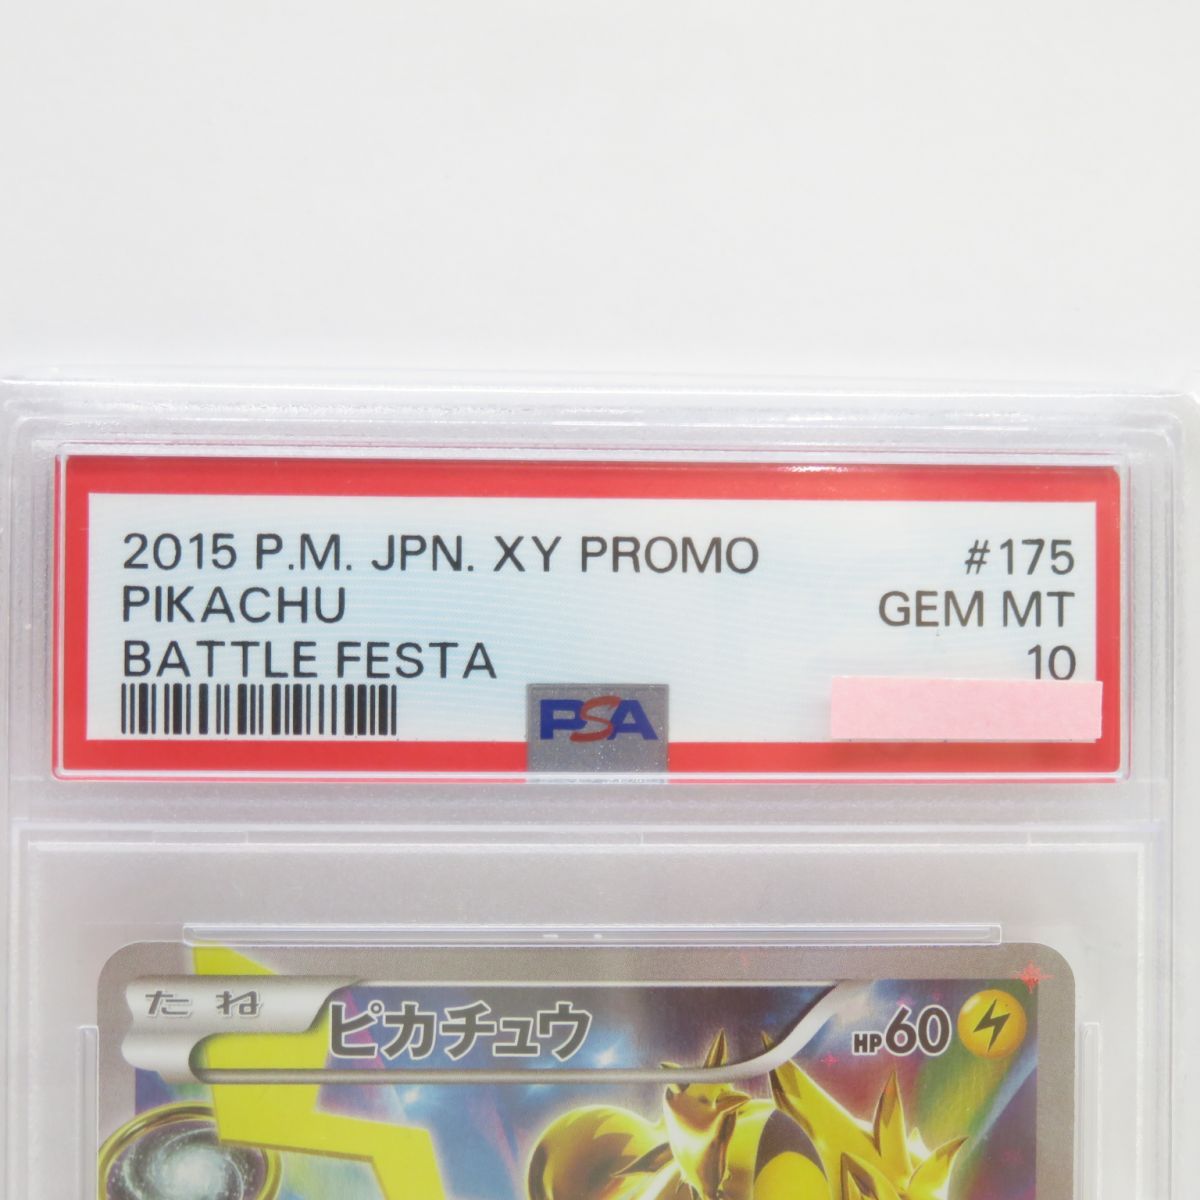 2015 P.M. JPN. XY PROMO #175
PIKACHU GEM MT
BATTLE FESTA 10
PSA
たね ピカチュウ HP60